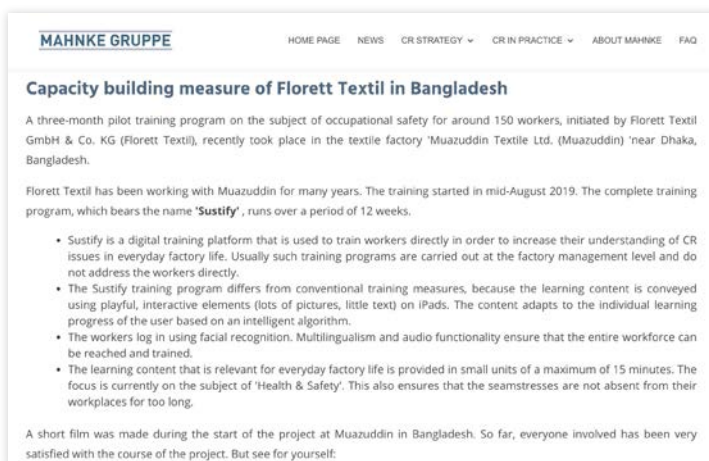 MAHNKE GRUPPE
HOME PAGE NEWS CR STRATEGY CR IN PRACTICE ABOUT MAHNKE FAQ
Capacity building measure of Florett Textil in Bangladesh
A three-month pilot training program on the subject of occupational safety for around 150 workers, initiated by Florett Textil
GmbH & Co. KG (Florett Textil), recently took place in the textile factory 'Muazuddin Textile Ltd. (Muazuddin) 'near Dhaka,
Bangladesh.
Florett Textil has been working with Muazuddin for many years. The training started in mid-August 2019. The complete training
program, which bears the name 'Sustify' , runs over a period of 12 weeks.
• Sustify is a digital training platform that is used to train workers directly in order to increase their understanding of CR
issues in everyday factory life. Usually such training programs are carried out at the factory management level and do
not address the workers directly.
• The Sustify training program differs from conventional training measures, because the learning content is conveyed
using playful, interactive elements (lots of pictures, little text) on iPads. The content adapts to the individual learning
progress of the user based on an intelligent algorithm.
• The workers log in using facial recognition. Multilingualism and audio functionality ensure that the entire workforce can
be reached and trained.
• The learning content that is relevant for everyday factory life is provided in small units of a maximum of 15 minutes. The
focus is currently on the subject of 'Health & Safety'. This also ensures that the seamstresses are not absent from their
workplaces for too long.
A short film was made during the start of the project at Muazuddin in Bangladesh. So far, everyone involved has been very
satisfied with the course of the project. But see for yourself: